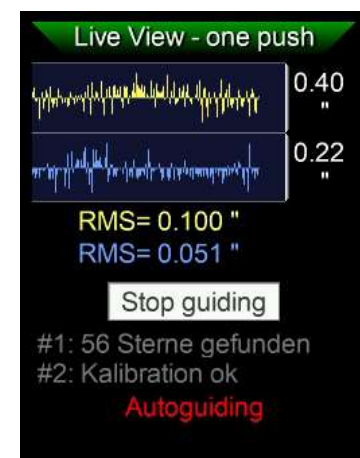 Live View - one push
0.40
"
0.22
"
RMS= 0.100 "
RMS= 0.051 "
Stop guiding
#1: 56 Sterne gefunden
#2: Kalibration ok
Autoguiding